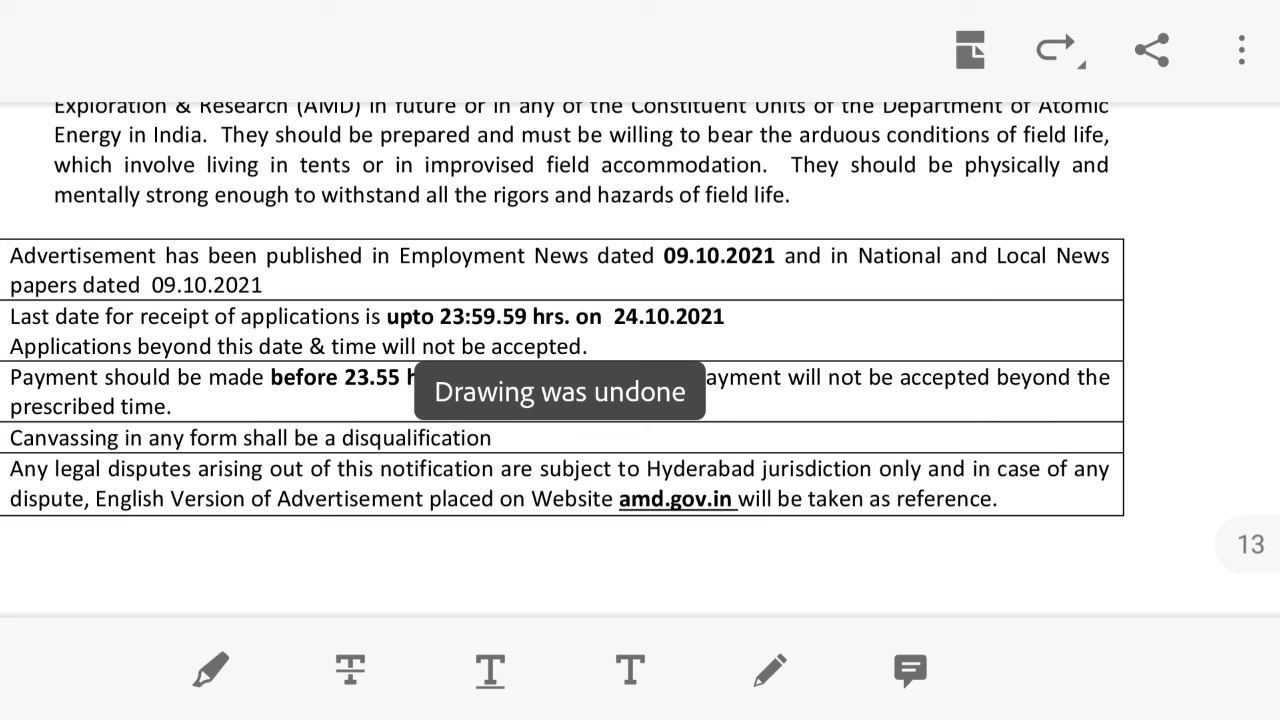 Exploration & Research (AMD) in future or in any of the Constituent Units of the Department of Atomic
Energy in India. They should be prepared and must be willing to bear the arduous conditions of field life,
which involve living in tents or in improvised field accommodation. They should be physically and
mentally strong enough to withstand all the rigors and hazards of field life.
Advertisement has been published in Employment News dated 09.10.2021 and in National and Local News
papers dated 09.10.2021
Last date for receipt of applications is upto 23:59.59 hrs. on 24.10.2021
Applications beyond this date & time will not be accepted.
Payment should be made before 23.55 h ayment will not be accepted beyond the
Drawing was undone
prescribed time.
Canvassing in any form shall be a disqualification
Any legal disputes arising out of this notification are subject to Hyderabad jurisdiction only and in case of any
dispute, English Version of Advertisement placed on Website amd.gov.in will be taken as reference.
13